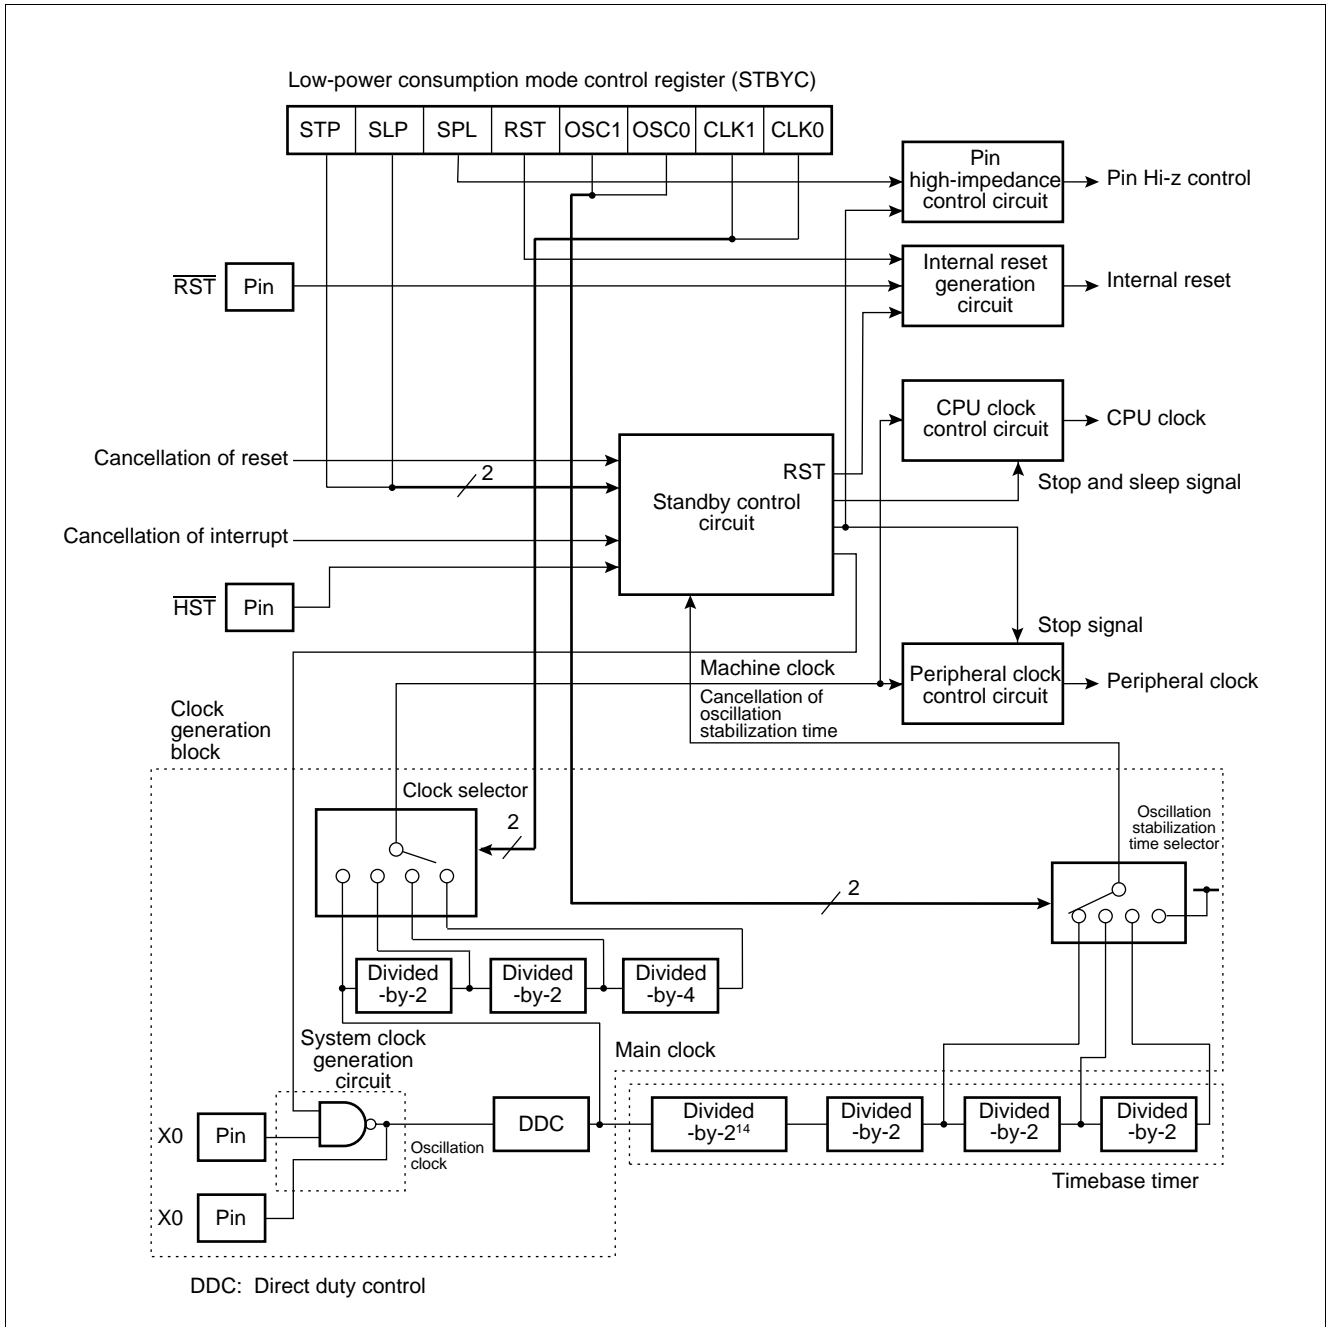 Low-power consumption mode control register (STBYC)
STP SLP SPL RST OSC1 OSC0 CLK1 CLK0
Pin
high-impedance
control circuit
Pin Hi-z control
RST
Pin
Internal reset
generation
circuit
Internal reset
CPU clock
control circuit
CPU clock
Stop and sleep signal
Cancellation of reset
2
RST
Standby control
circuit
Cancellation of interrupt
HST
Pin
Stop signal
Machine clock
Peripheral clock
control circuit
Peripheral clock
Cancellation of
oscillation
stabilization time
Clock
generation
block
Clock selector
2
Oscillation
stabilization
time selector
2
Divided
-by-2
Divided
-by-2
Divided
-by-4
System clock
generation
circuit
Main clock
X0
Pin
Oscillation
clock
DDC
Divided
-by-2¹⁴
Divided
-by-2
Divided
-by-2
Divided
-by-2
Timebase timer
X0
Pin
DDC: Direct duty control